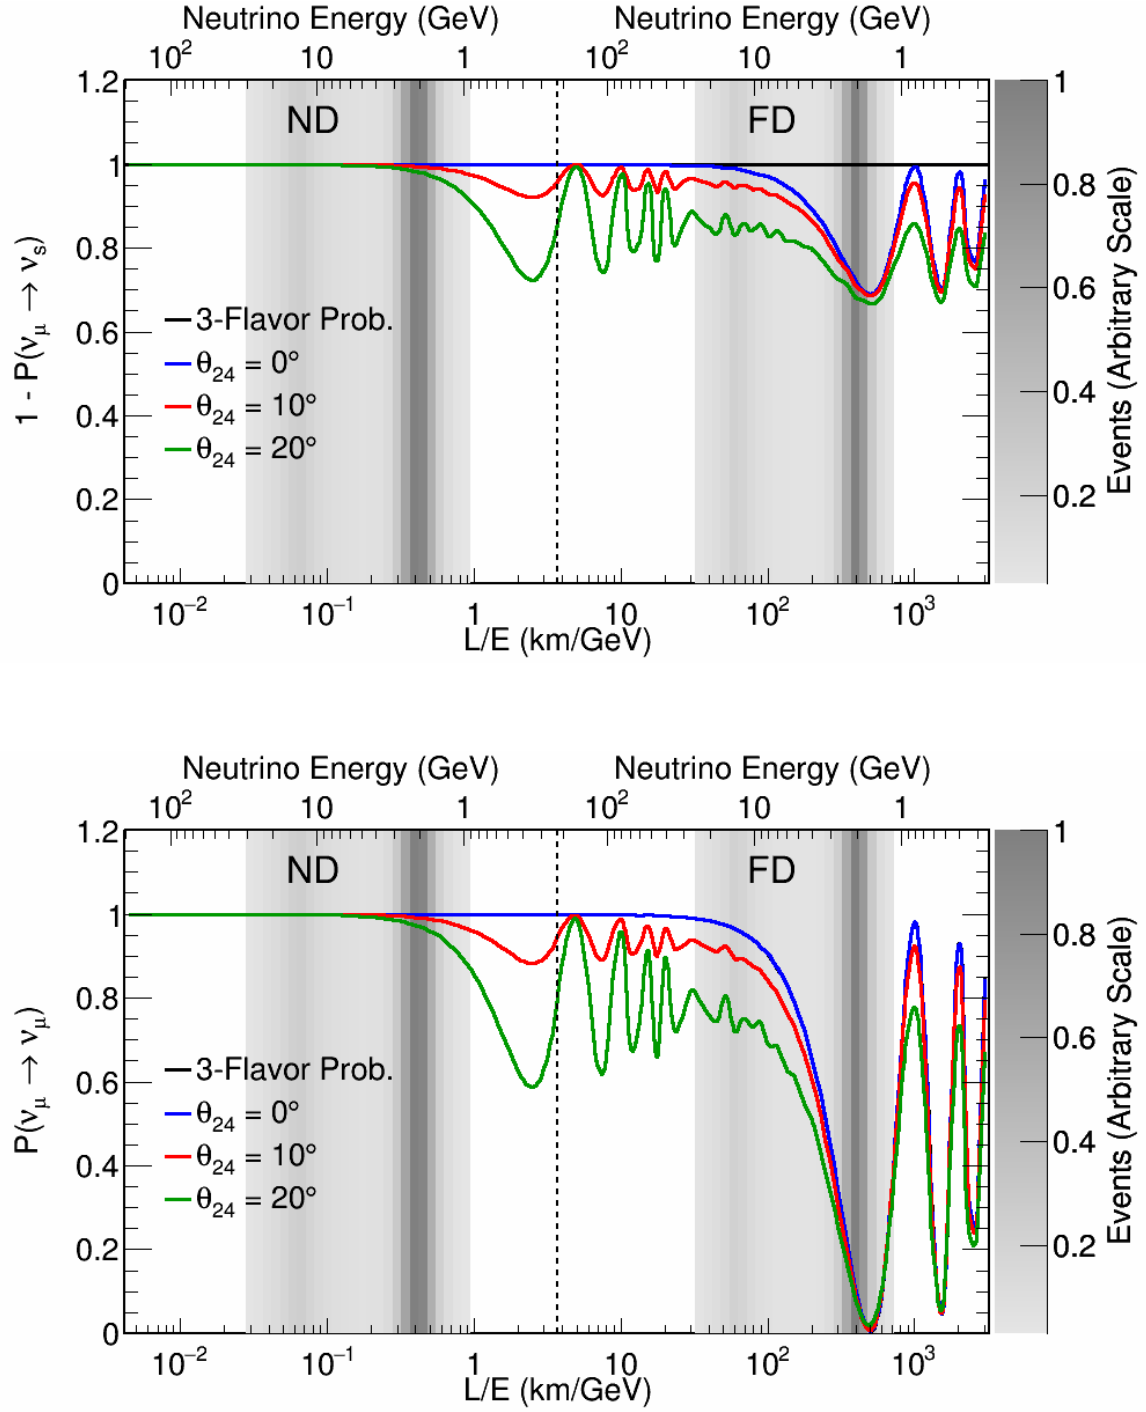 Neutrino Energy (GeV) Neutrino Energy (GeV)
10² 10 1 10² 10 1
1.2 1
ND FD
1 0.8
0.8 0.6
0.6 0.4
0.4 0.2
0.2
0
1 - P(νμ → νs)
3-Flavor Prob.
θ24 = 0°
θ24 = 10°
θ24 = 20°
Events (Arbitrary Scale)
10⁻² 10⁻¹ 1 10 10² 10³
L/E (km/GeV)
Neutrino Energy (GeV) Neutrino Energy (GeV)
10² 10 1 10² 10 1
1.2 1
ND FD
1 0.8
0.8 0.6
0.6 0.4
0.4 0.2
0.2
0
P(νμ → νμ)
3-Flavor Prob.
θ24 = 0°
θ24 = 10°
θ24 = 20°
Events (Arbitrary Scale)
10⁻² 10⁻¹ 1 10 10² 10³
L/E (km/GeV)